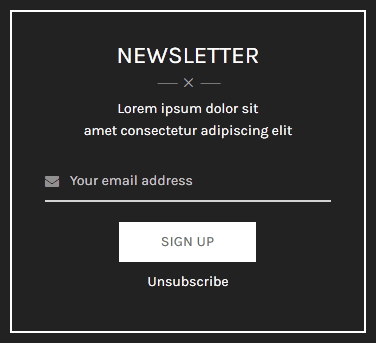 NEWSLETTER
Lorem ipsum dolor sit
amet consectetur adipiscing elit
Your email address
SIGN UP
Unsubscribe